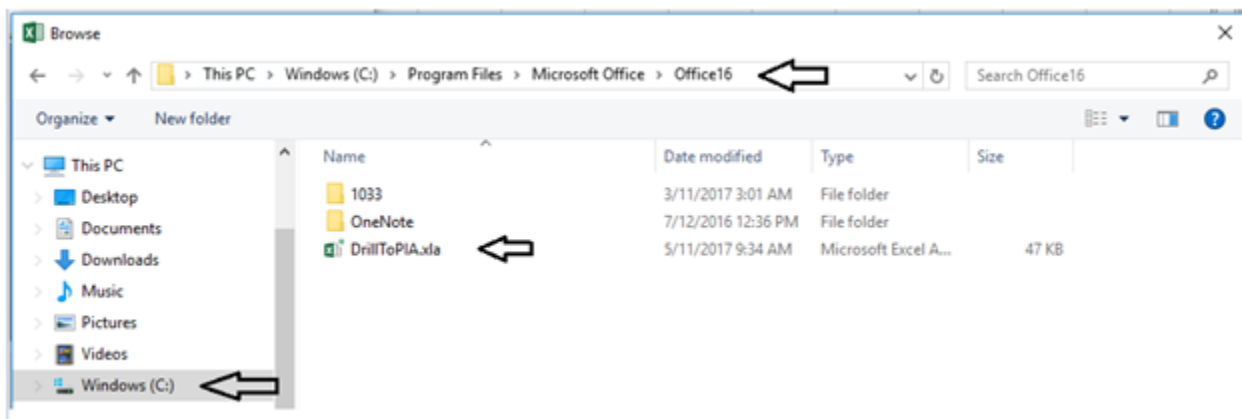 Browse
This PC > Windows (C:) > Program Files > Microsoft Office > Office16
Search Office16
Organize New folder
Name Date modified Type Size
This PC
Desktop
Documents
Downloads
Music
Pictures
Videos
Windows (C:)
1033 3/11/2017 3:01 AM File folder
OneNote 7/12/2016 12:36 PM File folder
DrillToPIA.xla 5/11/2017 9:34 AM Microsoft Excel A... 47 KB